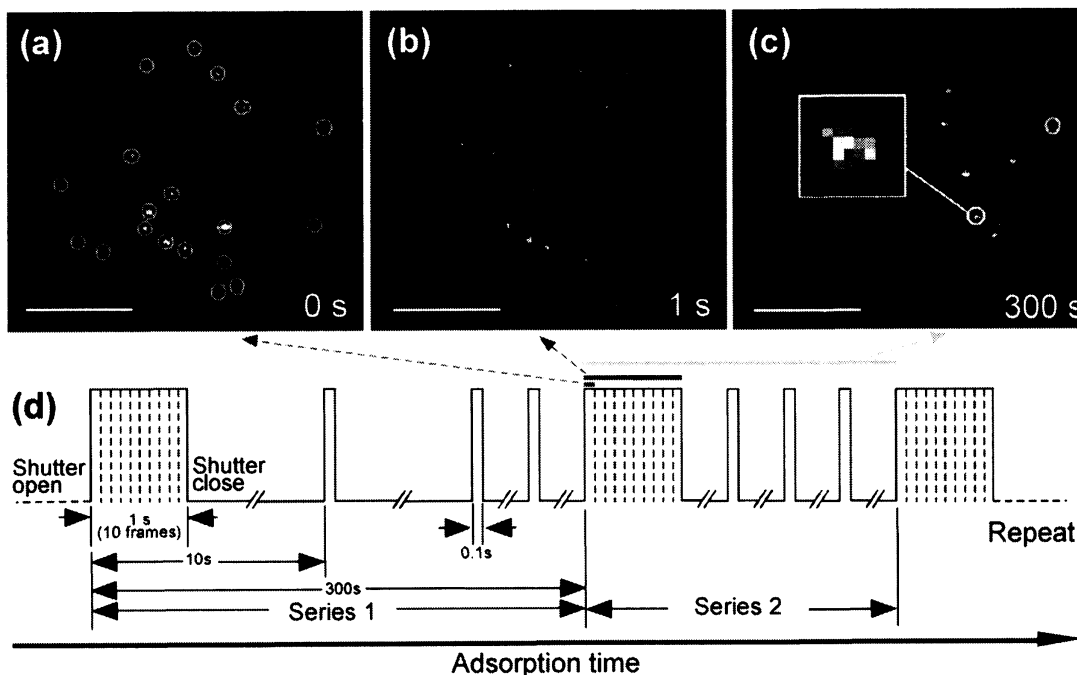 (a)
0 s
(b)
1 s
(c)
300 s
(d)
Shutter open
Shutter close
1 s
(10 frames)
10s
0.1s
300s
Repeat
Series 1
Series 2
Adsorption time